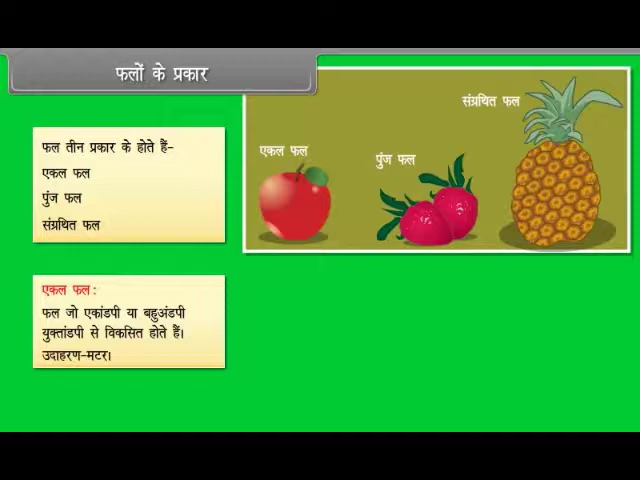 फलों के प्रकार
फल तीन प्रकार के होते हैं-
एकल फल
पुंज फल
संग्रथित फल
एकल फल
पुंज फल
संग्रथित फल
एकल फल:
फल जो एकांडपी या बहुअंडपी
युक्तांडपी से विकसित होते हैं।
उदाहरण-मटर।